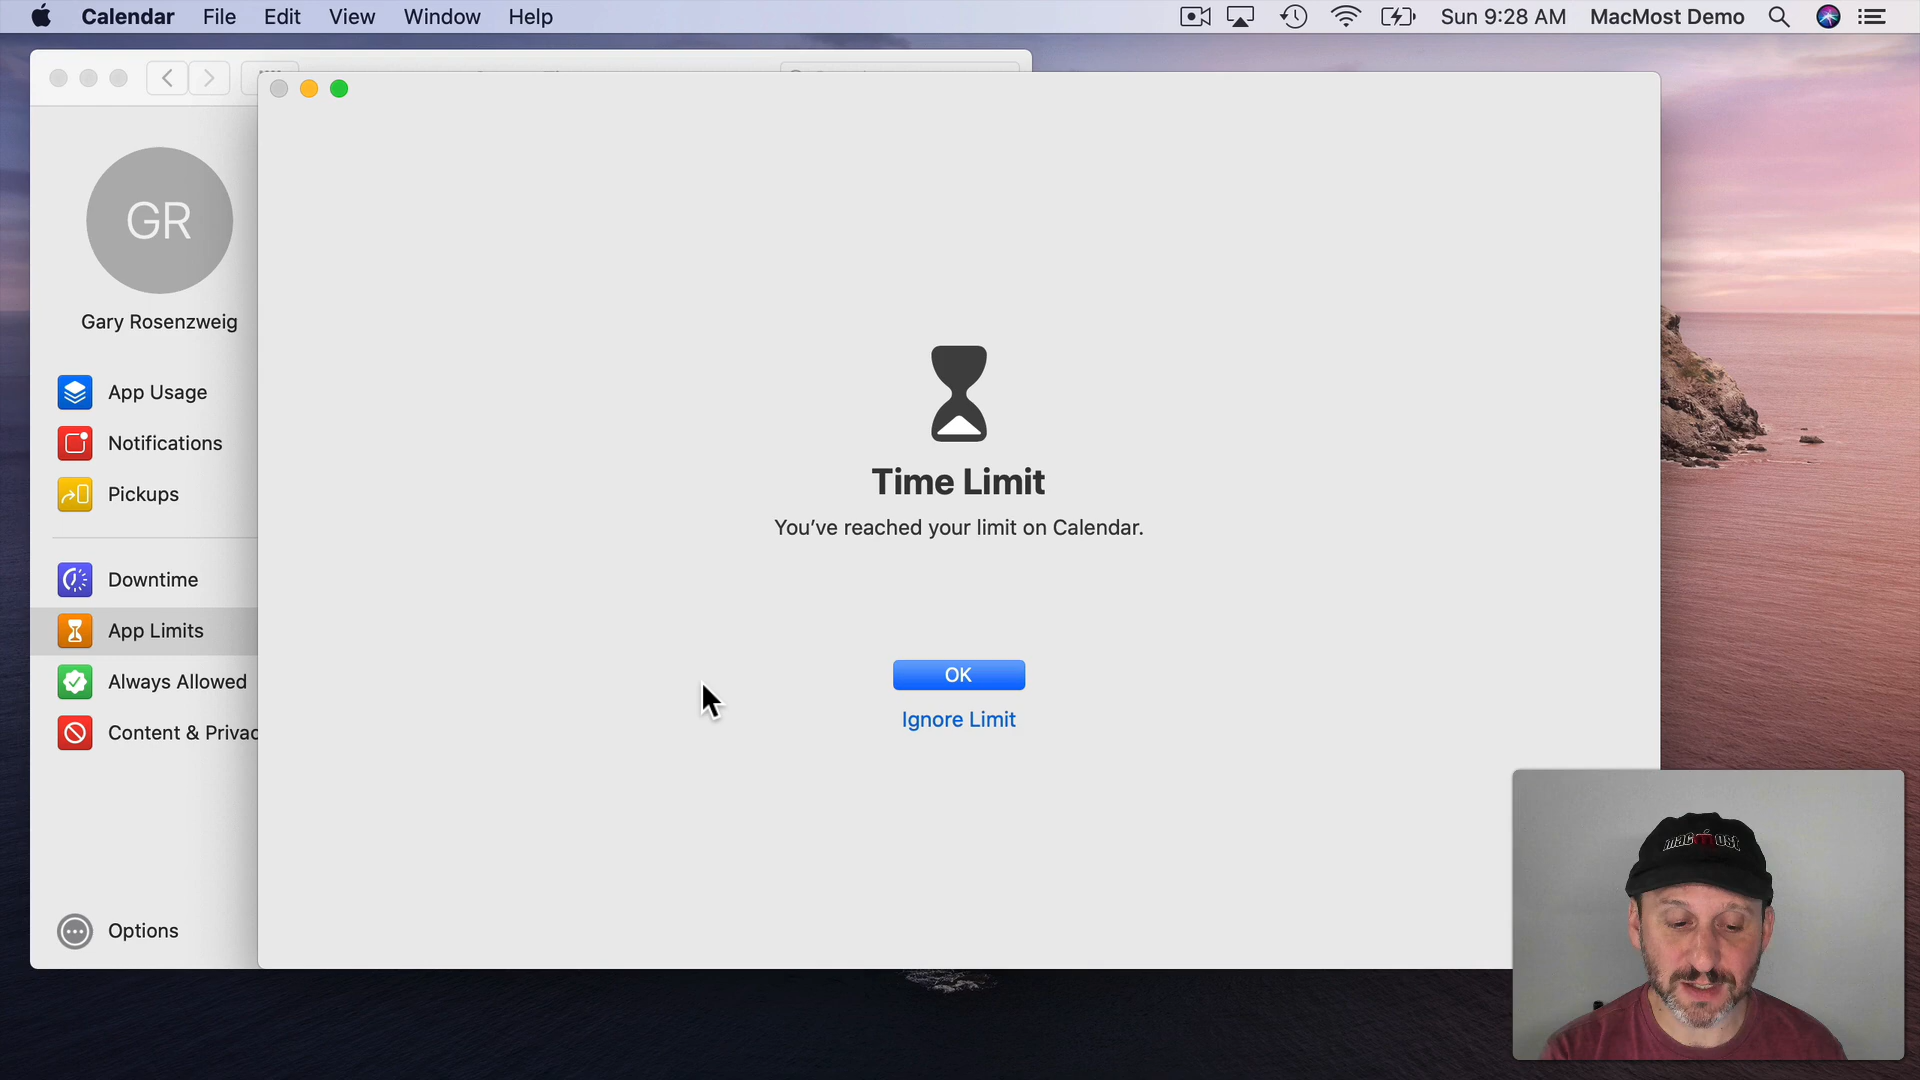 Calendar File Edit View Window Help Sun 9:28 AM MacMost Demo
GR
Gary Rosenzweig
App Usage
Notifications
Pickups
Downtime
App Limits
Always Allowed
Content & Privac
Options
Time Limit
You've reached your limit on Calendar.
OK
Ignore Limit
macmost